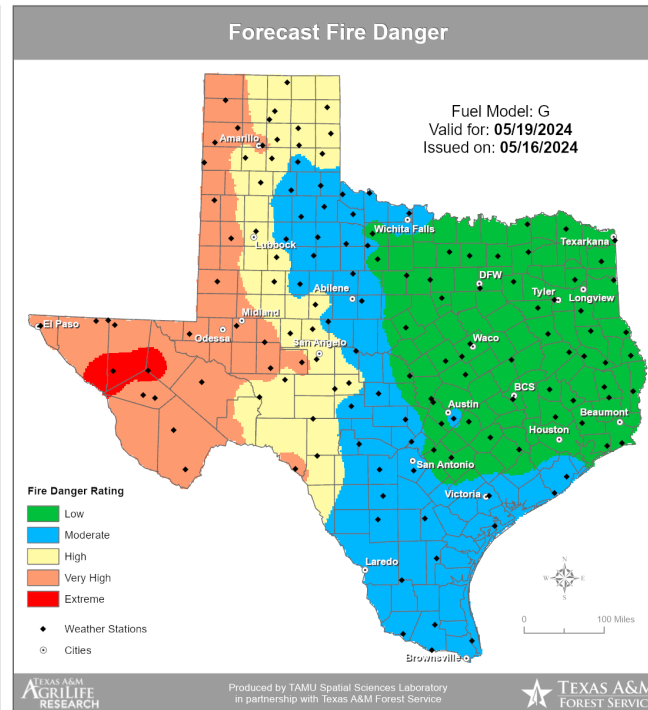 Forecast Fire Danger
Fuel Model: G
Valid for: 05/19/2024
Issued on: 05/16/2024
Amarillo
Wichita Falls
Texarkana
Lubbock
DFW
Abilene
Tyler
Longview
Midland
El Paso
Odessa
Waco
San Angelo
BCS
Austin
Beaumont
Houston
San Antonio
Victoria
Laredo
Brownsville
Fire Danger Rating
Low
Moderate
High
Very High
Extreme
Weather Stations
Cities
N
W E
S
0 100 Miles
TEXAS A&M
AGRILIFE
RESEARCH
Produced by TAMU Spatial Sciences Laboratory
in partnership with Texas A&M Forest Service
TEXAS A&M
FOREST SERVIC